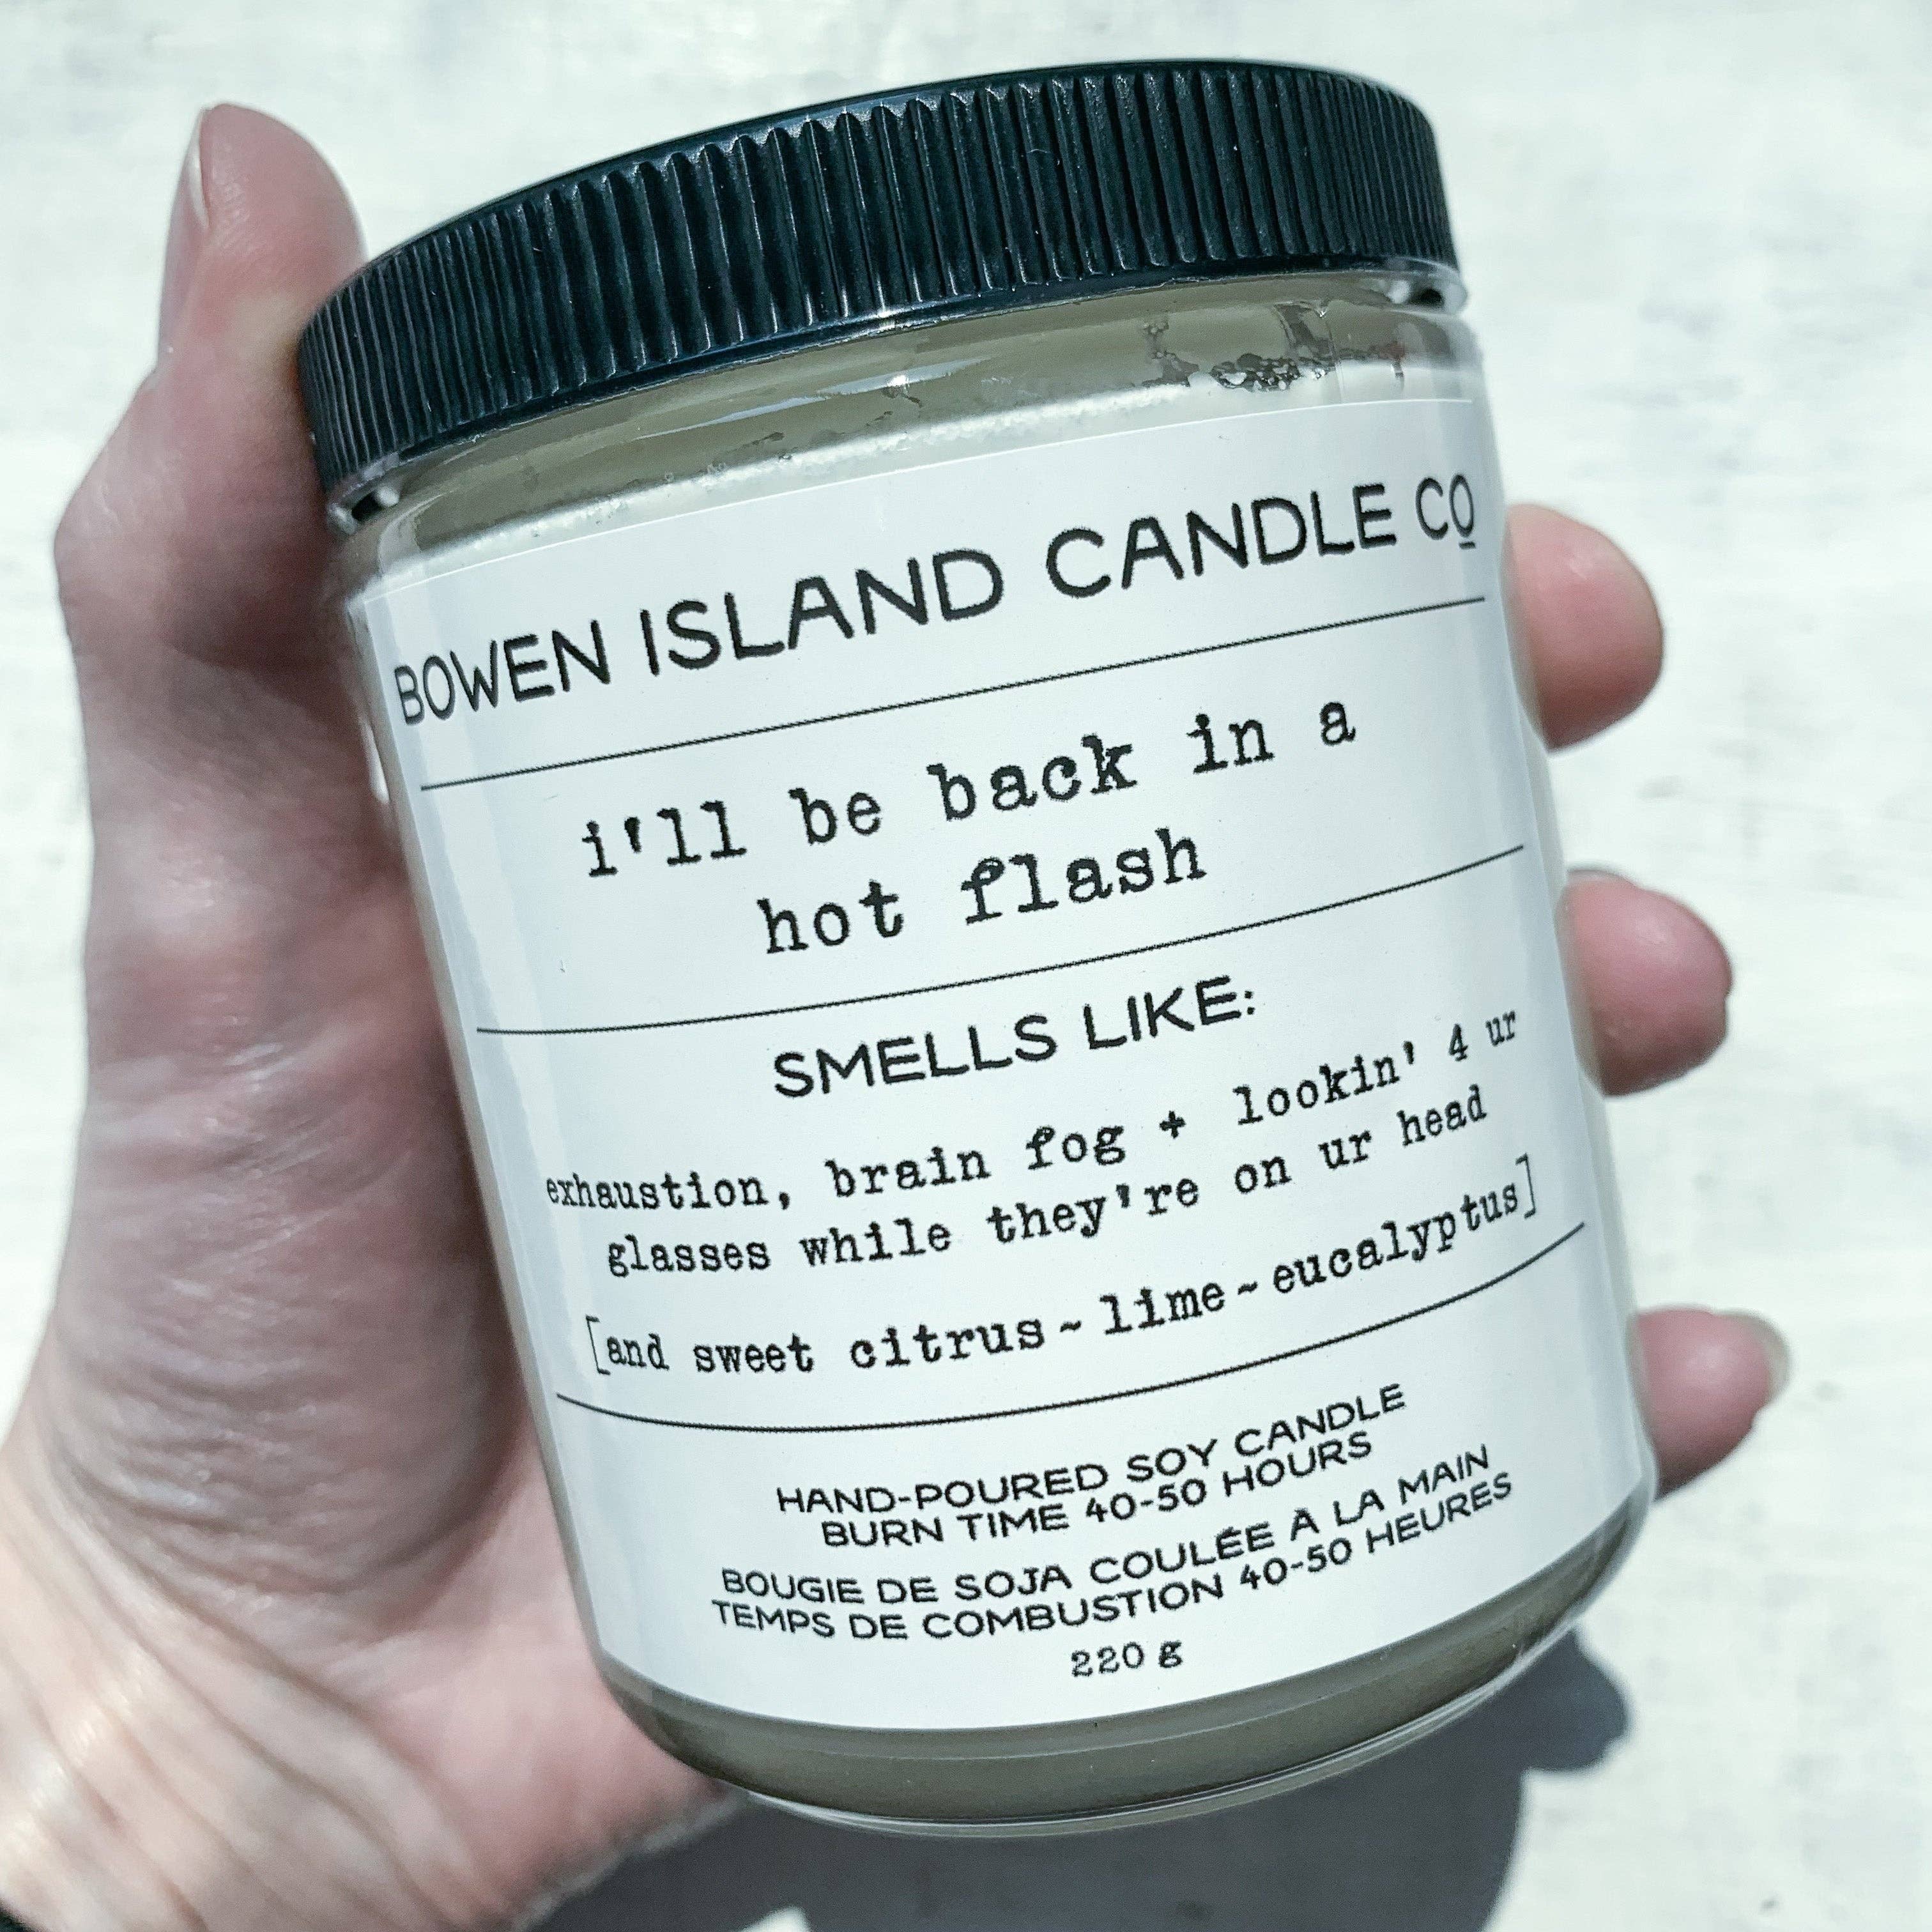 BOWEN ISLAND CANDLE CO
i'll be back in a
hot flash
SMELLS LIKE:
exhaustion, brain fog + lookin' 4 ur
glasses while they're on ur head
[and sweet citrus~lime~eucalyptus]
HAND-POURED SOY CANDLE
BURN TIME 40-50 HOURS
BOUGIE DE SOJA COULÉE À LA MAIN
TEMPS DE COMBUSTION 40-50 HEURES
220 g